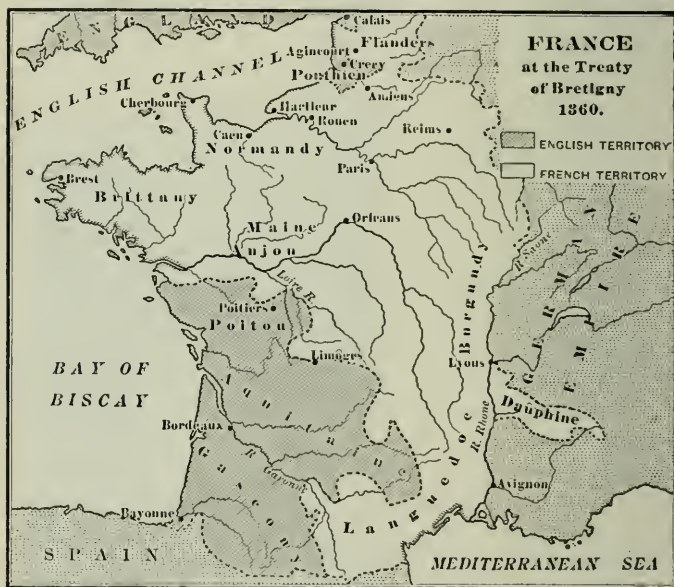 FRANCE
at the Treaty
of Bretigny
1360.
ENGLISH TERRITORY
FRENCH TERRITORY
ENGLAND
ENGLISH CHANNEL
Calais
Flanders
Agincourt
Crecy
Ponthieu
Amiens
Cherbourg
Harfleur
Rouen
Caen
Normandy
Reims
Paris
Brest
Brittany
Maine
Anjou
Orleans
Loire R.
Burgundy
R. Saone
GERMAN
EMPIRE
Poitiers
Poitou
Limoges
Lyons
Dauphine
BAY OF
BISCAY
Aquitaine
Bordeaux
R. Garonne
Gascony
R. Rhone
Languedoc
Avignon
Bayonne
SPAIN
MEDITERRANEAN SEA